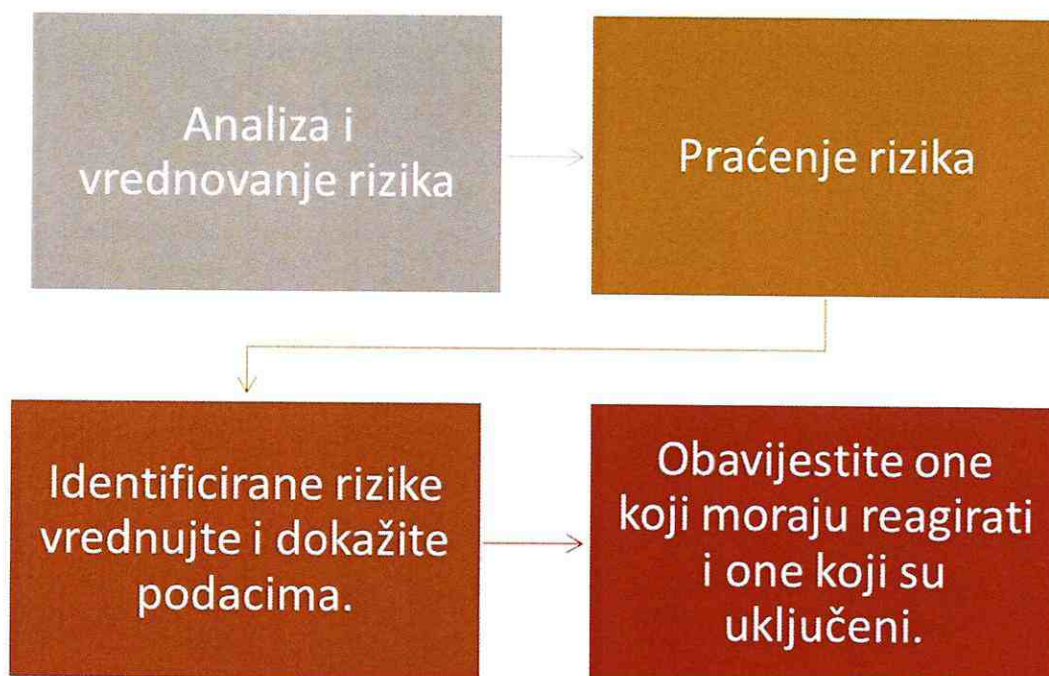 Analiza i
vrednovanje rizika
Praćenje rizika
Identificirane rizike
vrednujte i dokažite
podacima.
Obavijestite one
koji moraju reagirati
i one koji su
uključeni.